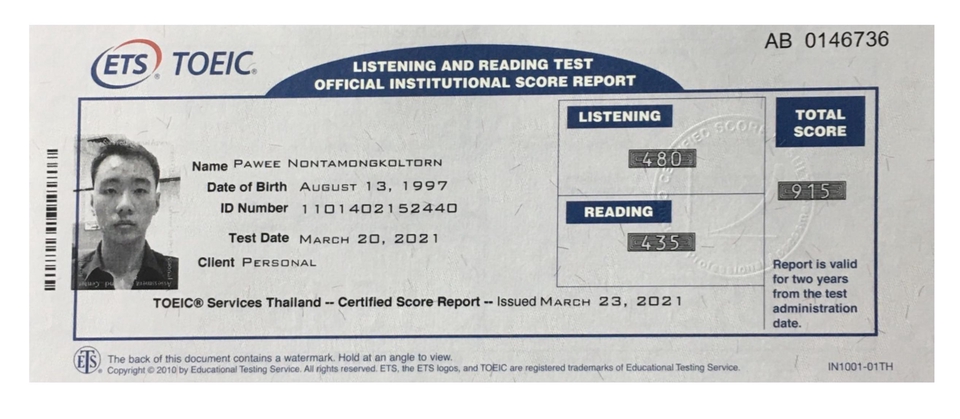 AB 0146736
ETS® TOEIC®
LISTENING AND READING TEST
OFFICIAL INSTITUTIONAL SCORE REPORT
LISTENING
480
READING
435
TOTAL
SCORE
915
Name PAWEE NONTAMONGKOLTORN
Date of Birth AUGUST 13, 1997
ID Number 1101402152440
Test Date MARCH 20, 2021
Client PERSONAL
Report is valid
for two years
from the test
administration
date.
TOEIC® Services Thailand -- Certified Score Report -- Issued MARCH 23, 2021
ETS®
The back of this document contains a watermark. Hold at an angle to view.
Copyright © 2010 by Educational Testing Service. All rights reserved. ETS, the ETS logos, and TOEIC are registered trademarks of Educational Testing Service.
IN1001-01TH